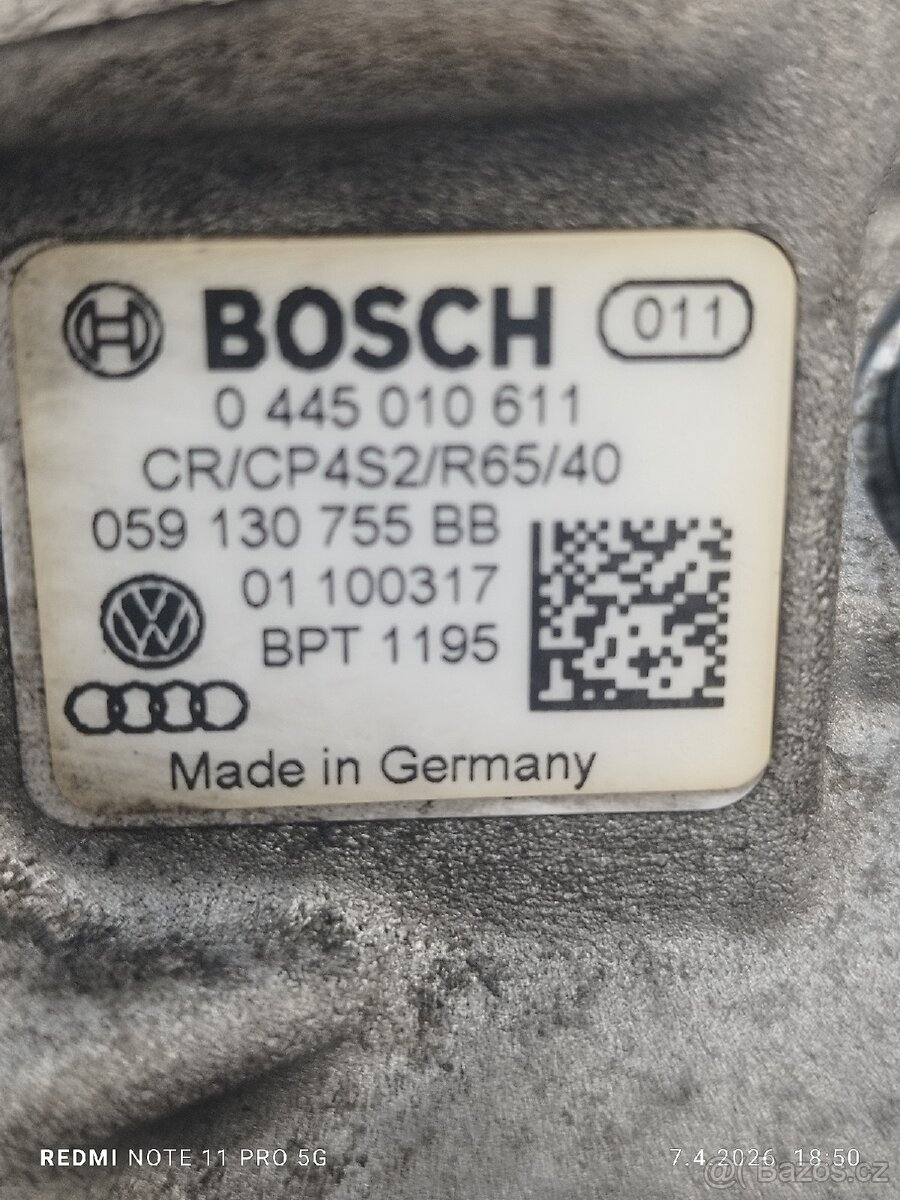 BOSCH 011
0 445 010 611
CR/CP4S2/R65/40
059 130 755 BB
01 100317
BPT 1195
Made in Germany
REDMI NOTE 11 PRO 5G
7.4.2026 18:50
Bazos.cz